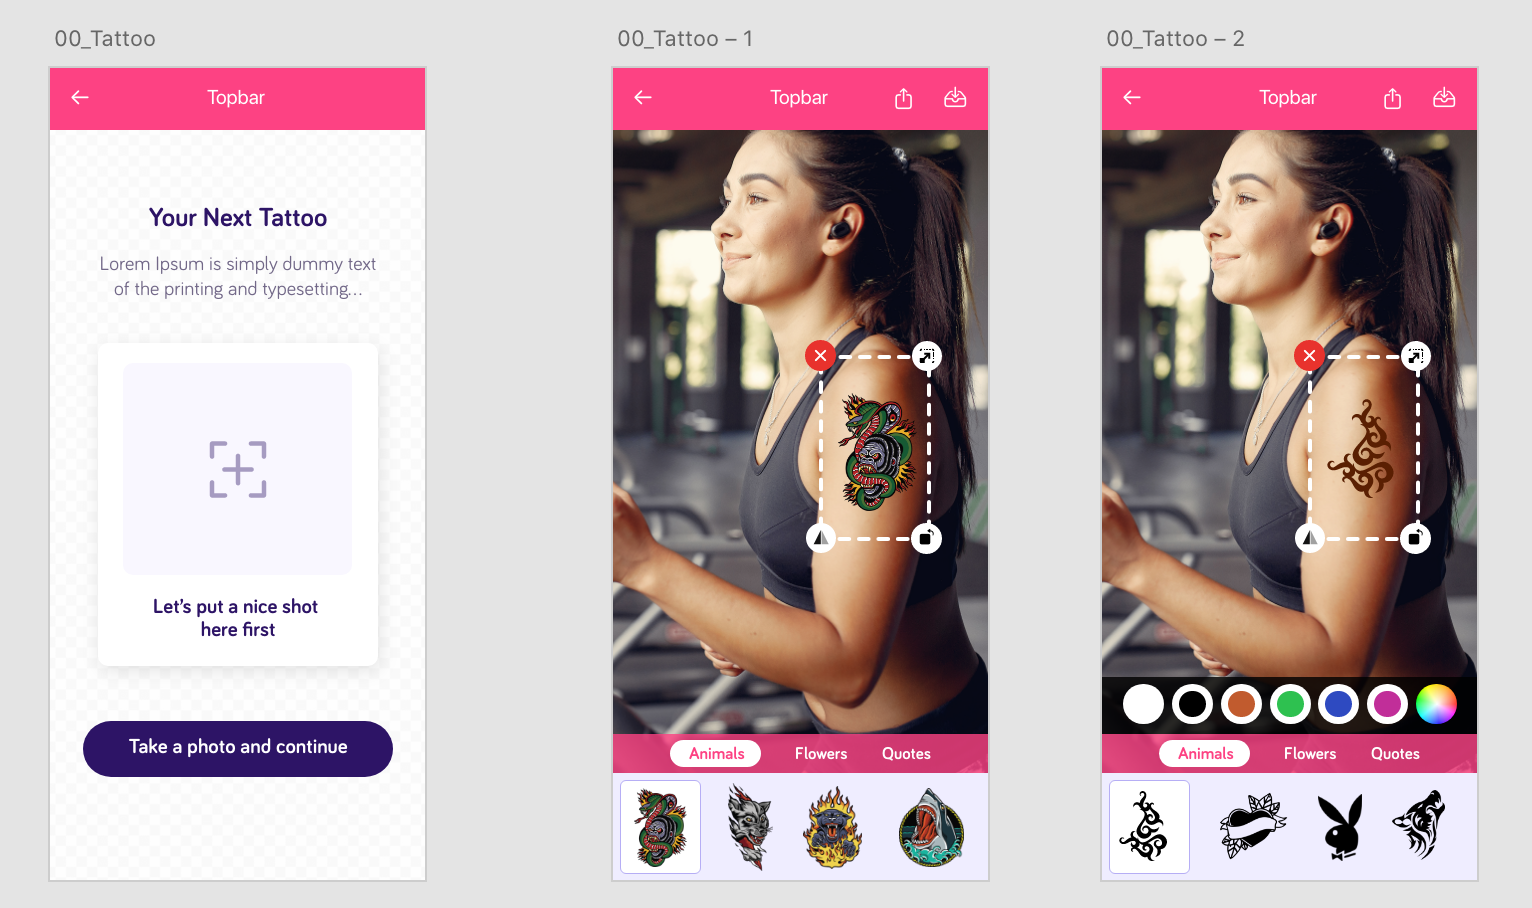 00_Tattoo
Topbar
Your Next Tattoo
Lorem Ipsum is simply dummy text
of the printing and typesetting...
Let's put a nice shot
here first
Take a photo and continue
00_Tattoo – 1
Topbar
Animals
Flowers
Quotes
00_Tattoo – 2
Topbar
Animals
Flowers
Quotes